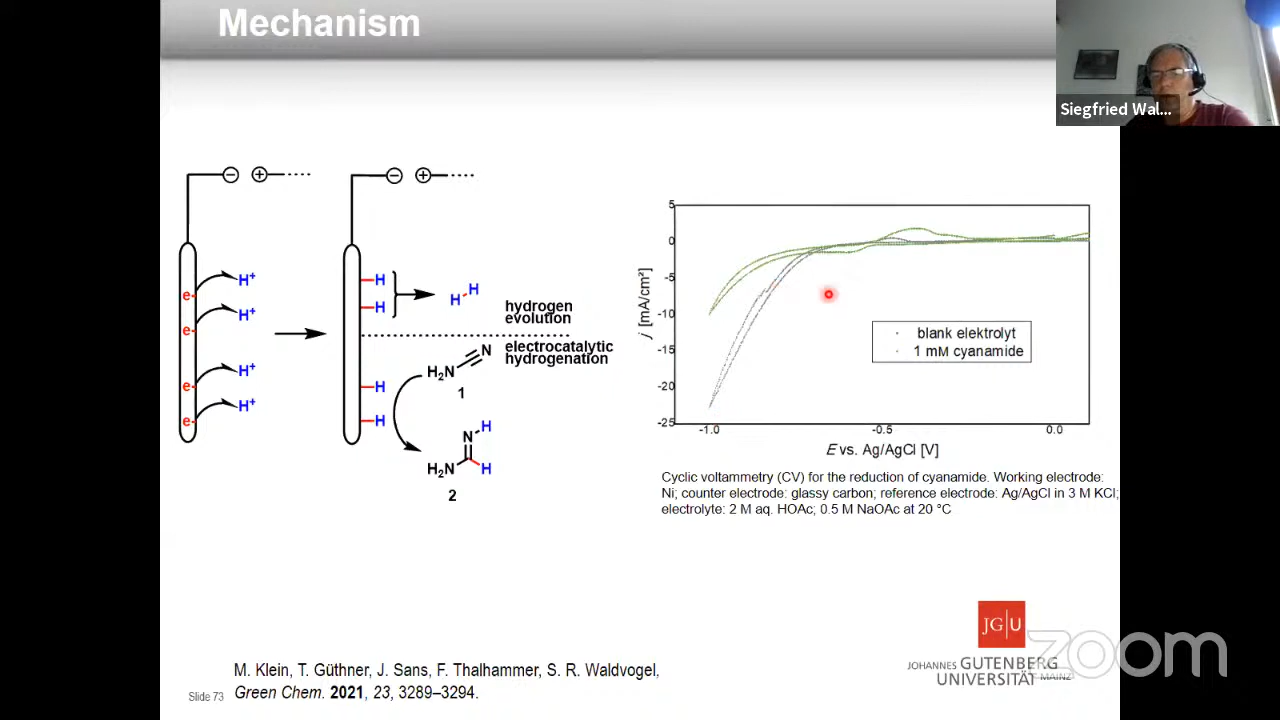 Mechanism
Siegfried Wal...
− + − +
H+
e-
H+
e-
H+
e-
H+
e-
H
H
H H
hydrogen
evolution
electrocatalytic
hydrogenation
H
H
H2N N
1
N H
H2N H
2
5
0
-5
-10
-15
-20
-25
j [mA/cm²]
-1.0 -0.5 0.0
E vs. Ag/AgCl [V]
blank elektrolyt
1 mM cyanamide
Cyclic voltammetry (CV) for the reduction of cyanamide. Working electrode:
Ni; counter electrode: glassy carbon; reference electrode: Ag/AgCl in 3 M KCl;
electrolyte: 2 M aq. HOAc; 0.5 M NaOAc at 20 °C
M. Klein, T. Güthner, J. Sans, F. Thalhammer, S. R. Waldvogel,
Green Chem. 2021, 23, 3289–3294.
Slide 73
JG|U
JOHANNES GUTENBERG
UNIVERSITÄT MAINZ
zoom